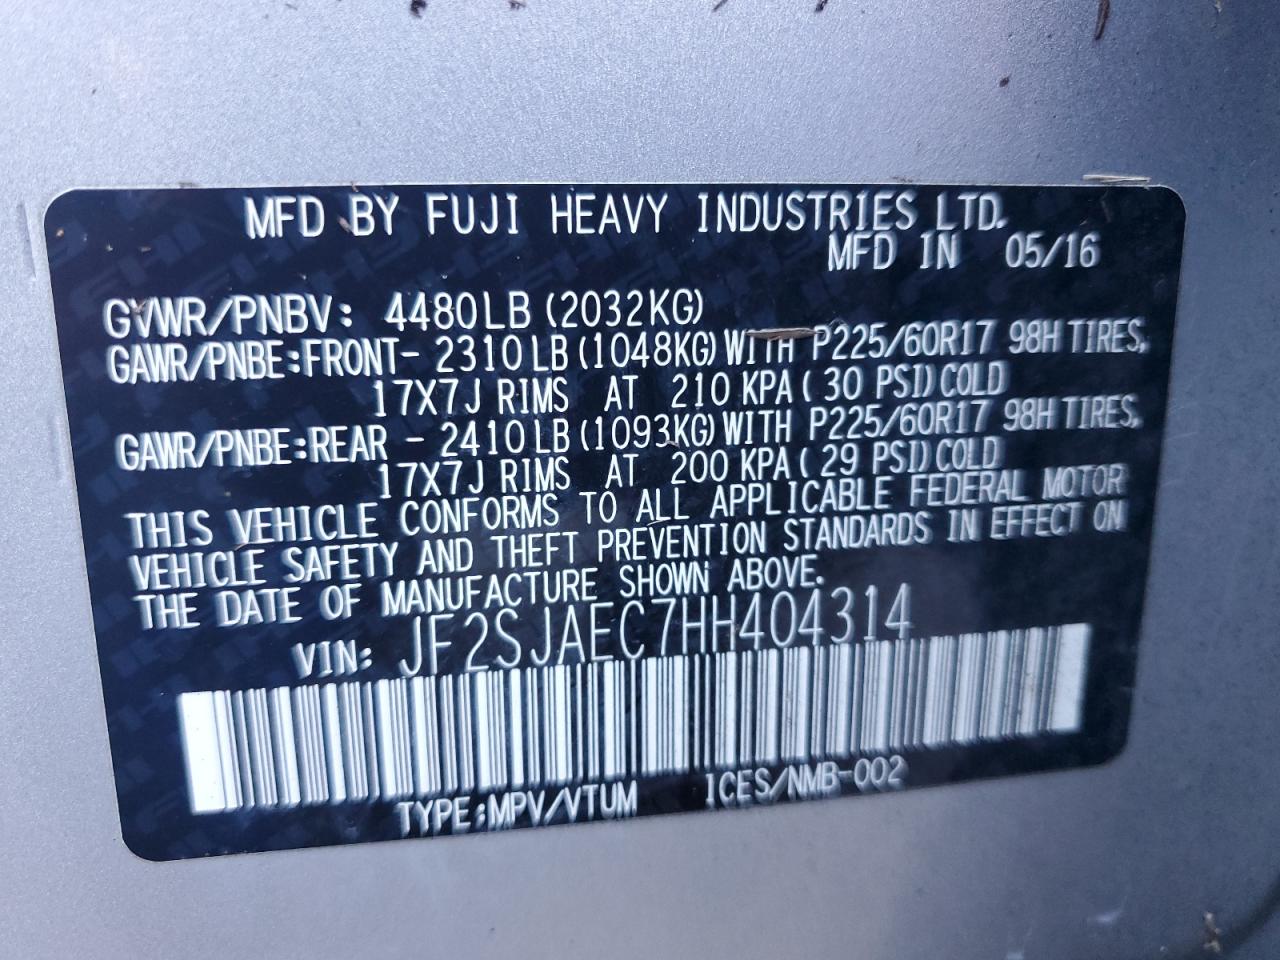 MFD BY FUJI HEAVY INDUSTRIES LTD.
MFD IN 05/16
GVWR/PNBV: 4480LB (2032KG)
GAWR/PNBE:FRONT- 2310LB (1048KG) WITH P225/60R17 98H TIRES,
17X7J RIMS AT 210 KPA ( 30 PSI) COLD
GAWR/PNBE:REAR - 2410LB (1093KG) WITH P225/60R17 98H TIRES,
17X7J RIMS AT 200 KPA ( 29 PSI) COLD
THIS VEHICLE CONFORMS TO ALL APPLICABLE FEDERAL MOTOR
VEHICLE SAFETY AND THEFT PREVENTION STANDARDS IN EFFECT ON
THE DATE OF MANUFACTURE SHOWN ABOVE.
VIN: JF2SJAEC7HH404314
TYPE:MPV/VTUM ICES/NMB-002